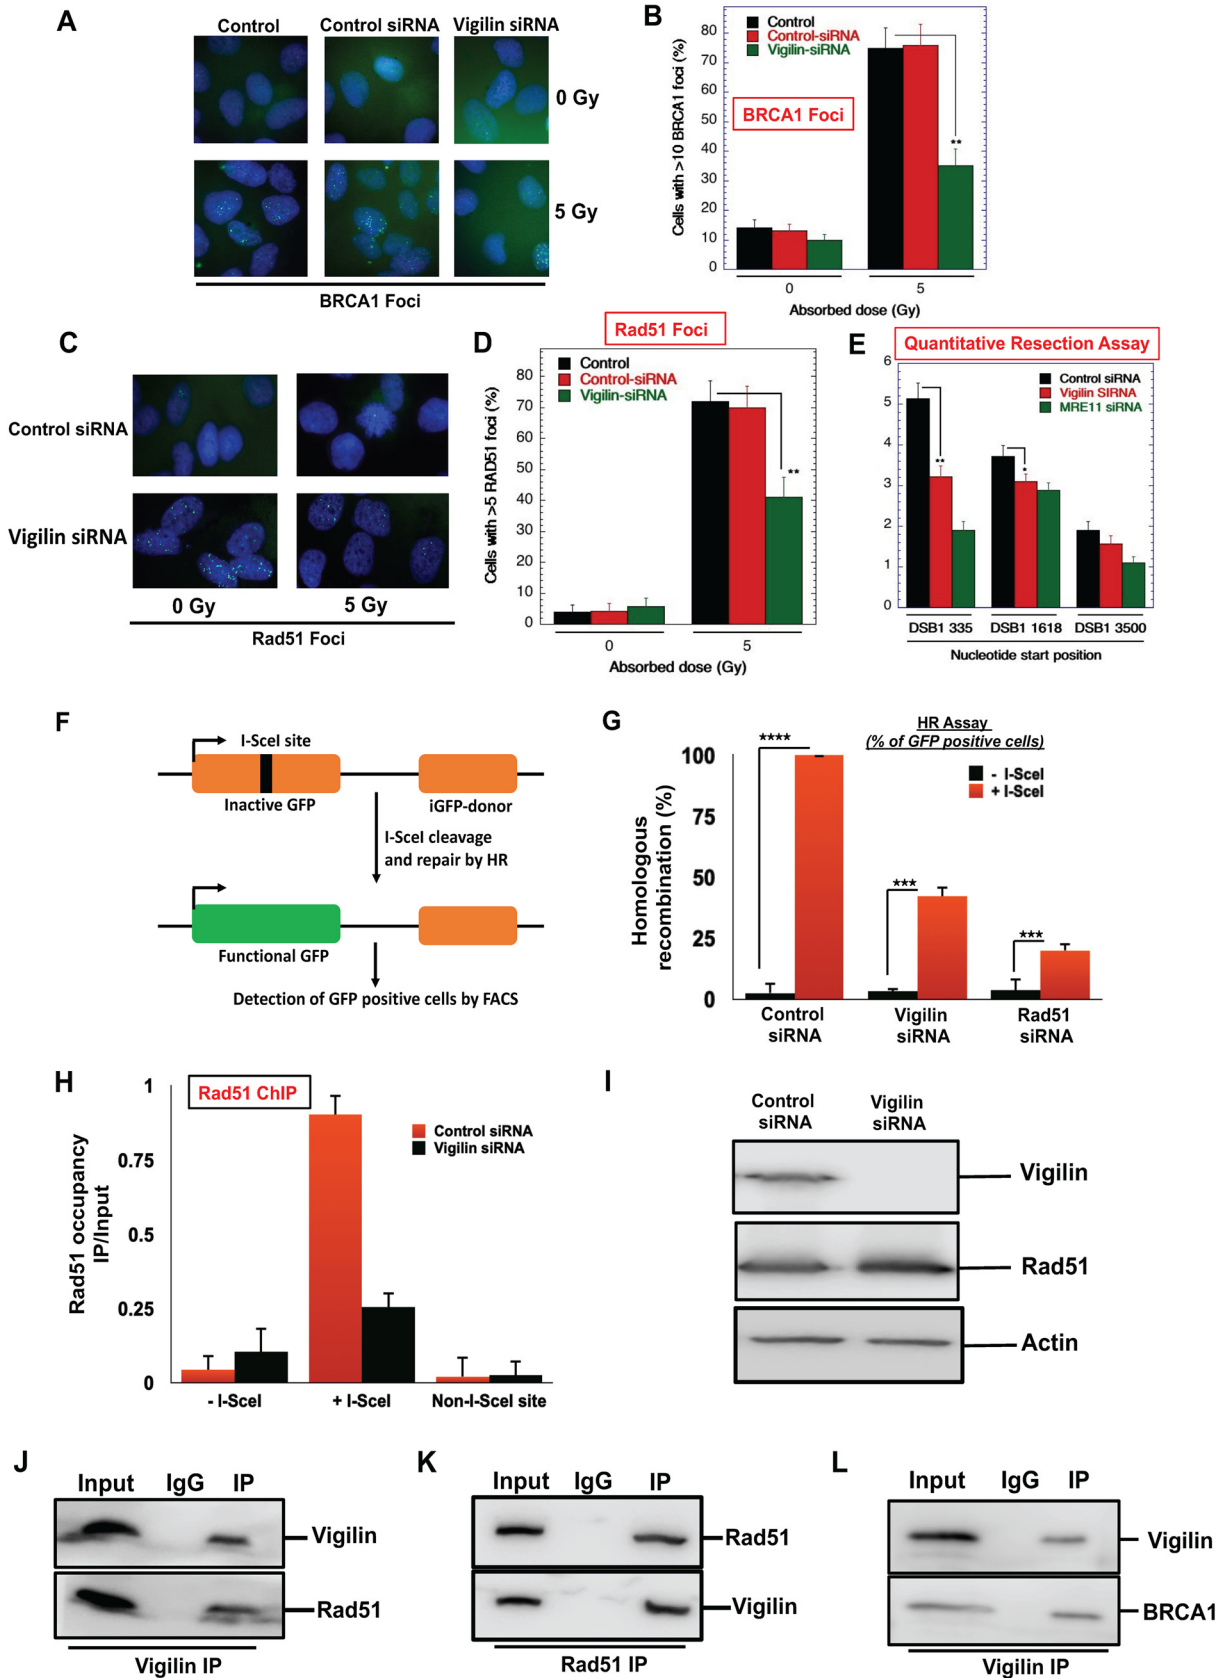 A
Control
Control siRNA
Vigilin siRNA
0 Gy
5 Gy
BRCA1 Foci
B
Cells with >10 BRCA1 foci (%)
80
70
60
50
40
30
20
10
0
Control
Control-siRNA
Vigilin-siRNA
BRCA1 Foci
**
0
5
Absorbed dose (Gy)
C
Control siRNA
Vigilin siRNA
0 Gy
5 Gy
Rad51 Foci
D
Rad51 Foci
Cells with >5 RAD51 foci (%)
80
70
60
50
40
30
20
10
0
Control
Control-siRNA
Vigilin-siRNA
**
0
5
Absorbed dose (Gy)
E
Quantitative Resection Assay
6
5
4
3
2
1
0
Control siRNA
Vigilin SIRNA
MRE11 siRNA
**
*
DSB1 335
DSB1 1618
DSB1 3500
Nucleotide start position
F
I-SceI site
Inactive GFP
iGFP-donor
I-SceI cleavage
and repair by HR
Functional GFP
Detection of GFP positive cells by FACS
G
HR Assay
(% of GFP positive cells)
Homologous
recombination (%)
100
75
50
25
0
- I-SceI
+ I-SceI
****
***
***
Control
siRNA
Vigilin
siRNA
Rad51
siRNA
H
Rad51 ChIP
Rad51 occupancy
IP/Input
1
0.75
0.5
0.25
0
Control siRNA
Vigilin siRNA
- I-SceI
+ I-SceI
Non-I-SceI site
I
Control
siRNA
Vigilin
siRNA
Vigilin
Rad51
Actin
J
Input
IgG
IP
Vigilin
Rad51
Vigilin IP
K
Input
IgG
IP
Rad51
Vigilin
Rad51 IP
L
Input
IgG
IP
Vigilin
BRCA1
Vigilin IP